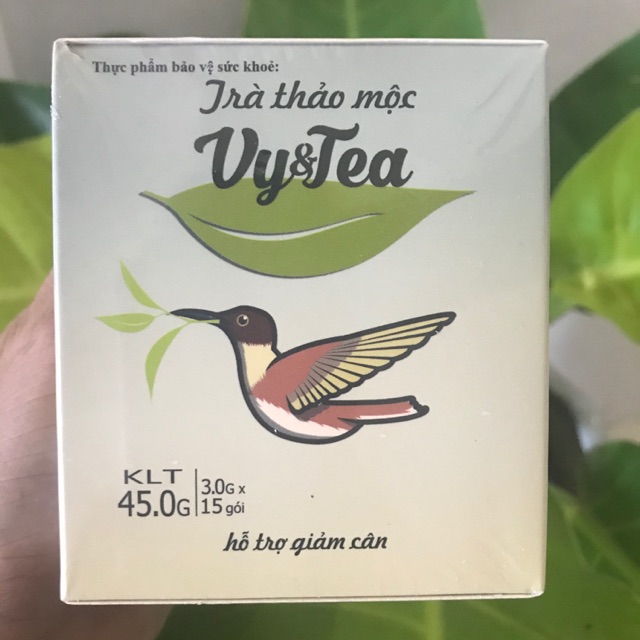 Thực phẩm bảo vệ sức khoẻ:
Trà thảo mộc
Vy&Tea
KLT
45.0G
3.0G x
15 gói
hỗ trợ giảm cân